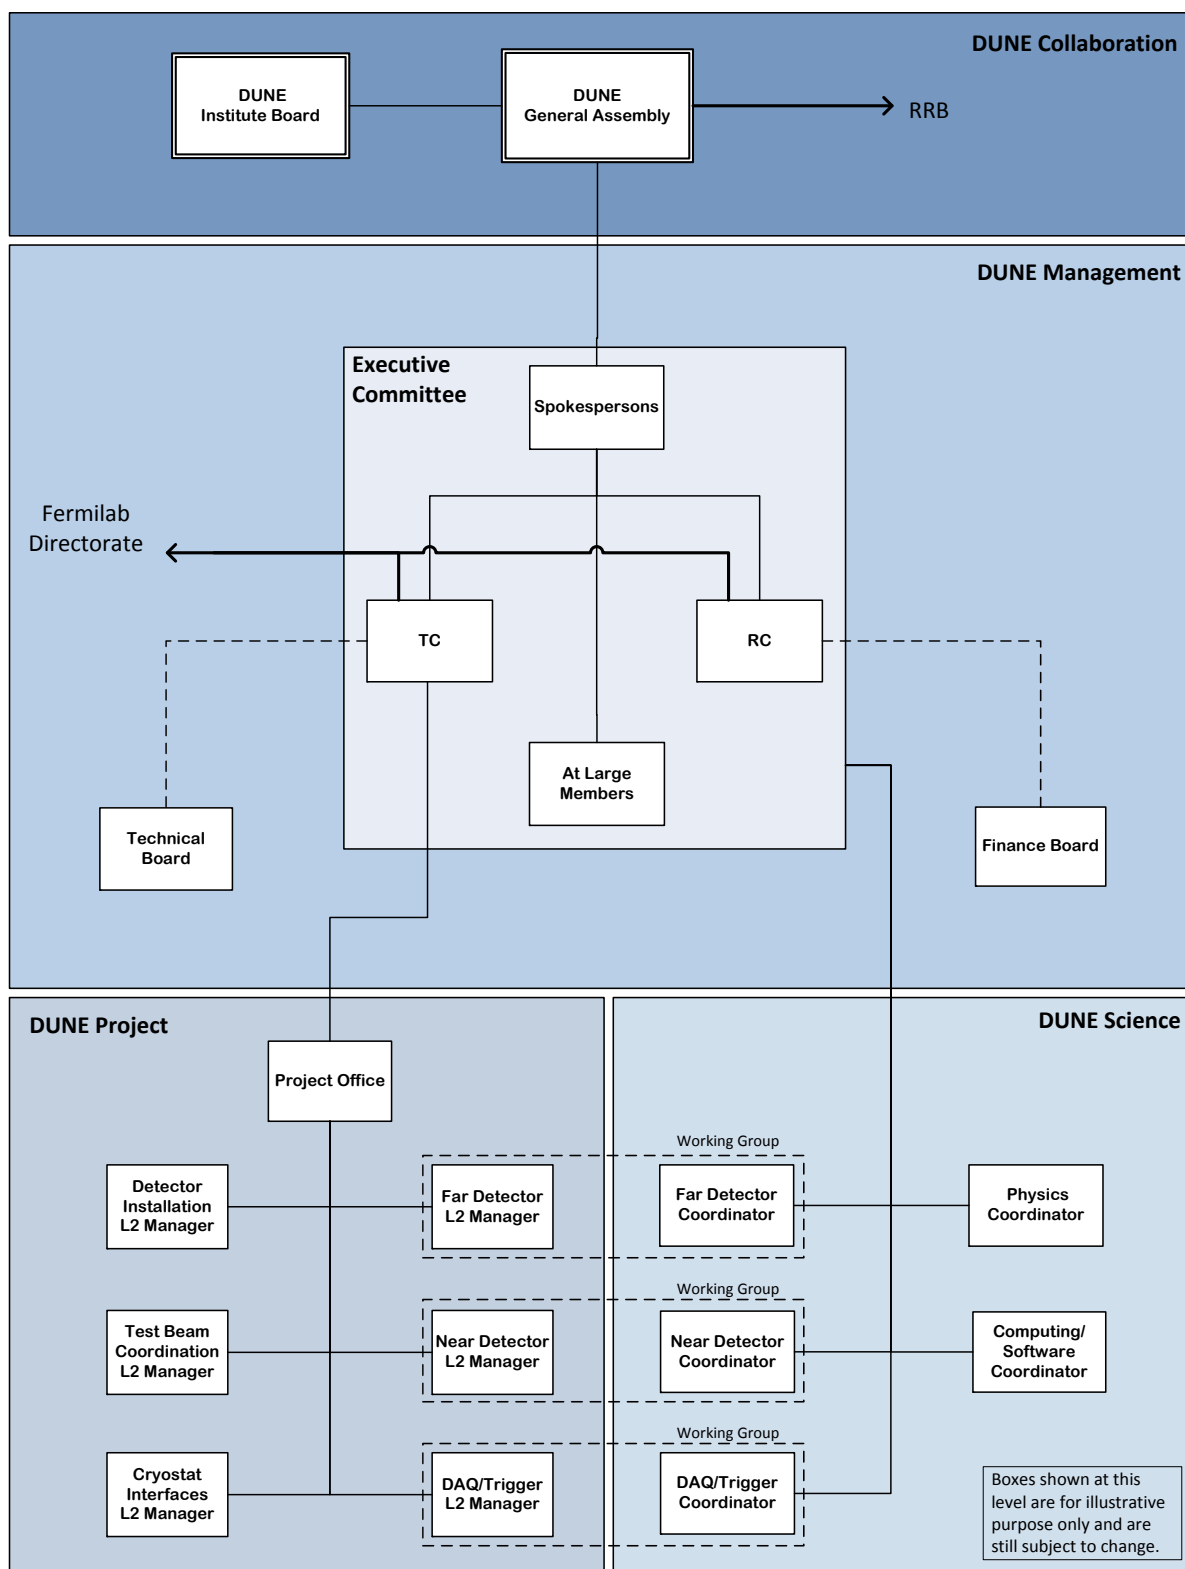 DUNE Collaboration
DUNE
Institute Board
DUNE
General Assembly
RRB
DUNE Management
Executive
Committee
Spokespersons
Fermilab
Directorate
TC
RC
At Large
Members
Technical
Board
Finance Board
DUNE Project
DUNE Science
Project Office
Working Group
Detector
Installation
L2 Manager
Far Detector
L2 Manager
Far Detector
Coordinator
Physics
Coordinator
Working Group
Test Beam
Coordination
L2 Manager
Near Detector
L2 Manager
Near Detector
Coordinator
Computing/
Software
Coordinator
Working Group
Cryostat
Interfaces
L2 Manager
DAQ/Trigger
L2 Manager
DAQ/Trigger
Coordinator
Boxes shown at this
level are for illustrative
purpose only and are
still subject to change.